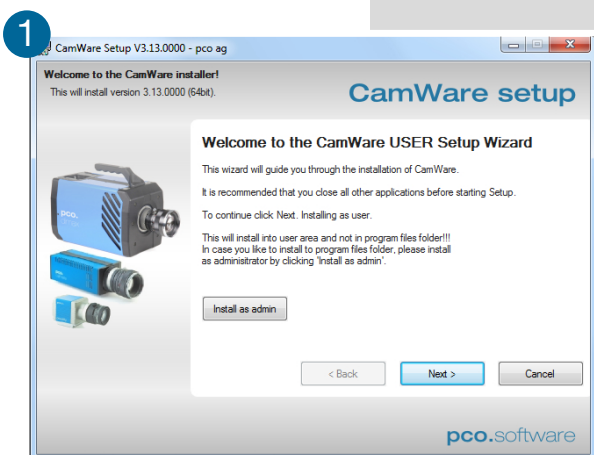 1
CamWare Setup V3.13.0000 - pco ag
Welcome to the CamWare installer!
This will install version 3.13.0000 (64bit).
CamWare setup
Welcome to the CamWare USER Setup Wizard
This wizard will guide you through the installation of CamWare.
It is recommended that you close all other applications before starting Setup.
To continue click Next. Installing as user.
This will install into user area and not in program files folder!!!
In case you like to install to program files folder, please install
as adminisitrator by clicking 'Install as admin'.
Install as admin
< Back
Next >
Cancel
pco.
pco.software